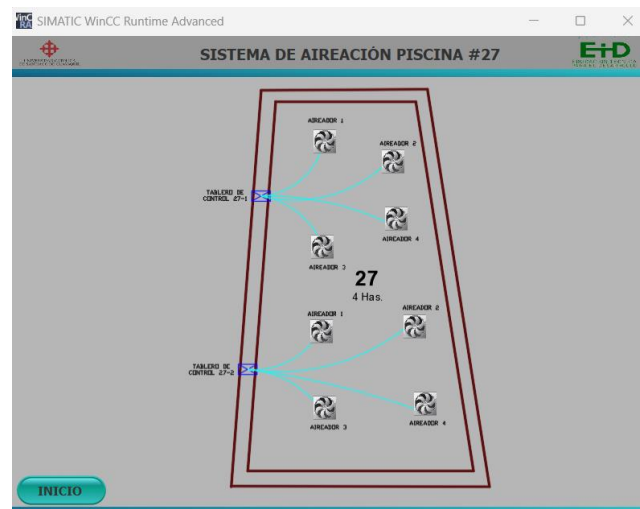 SIMATIC WinCC Runtime Advanced
SISTEMA DE AIREACIÓN PISCINA #27
EiD
AIREADOR 1
AIREADOR 2
TABLERO DE
CONTROL 27-1
AIREADOR 4
AIREADOR 3
27
4 Has.
AIREADOR 1
AIREADOR 2
TABLERO DE
CONTROL 27-2
AIREADOR 3
AIREADOR 4
INICIO